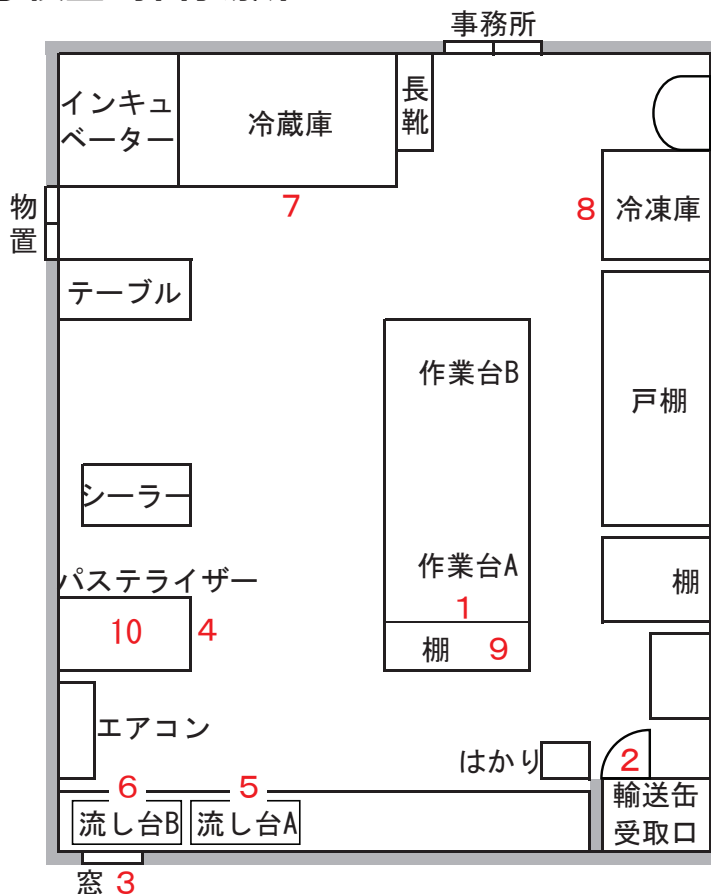 事務所
インキュ
ベーター
冷蔵庫
長
靴
物
置
7
8
冷凍庫
テーブル
作業台B
戸棚
シーラー
パステライザー
作業台A
棚
10
4
1
棚
9
エアコン
はかり
2
6
5
流し台B
流し台A
輸送缶
受取口
窓
3